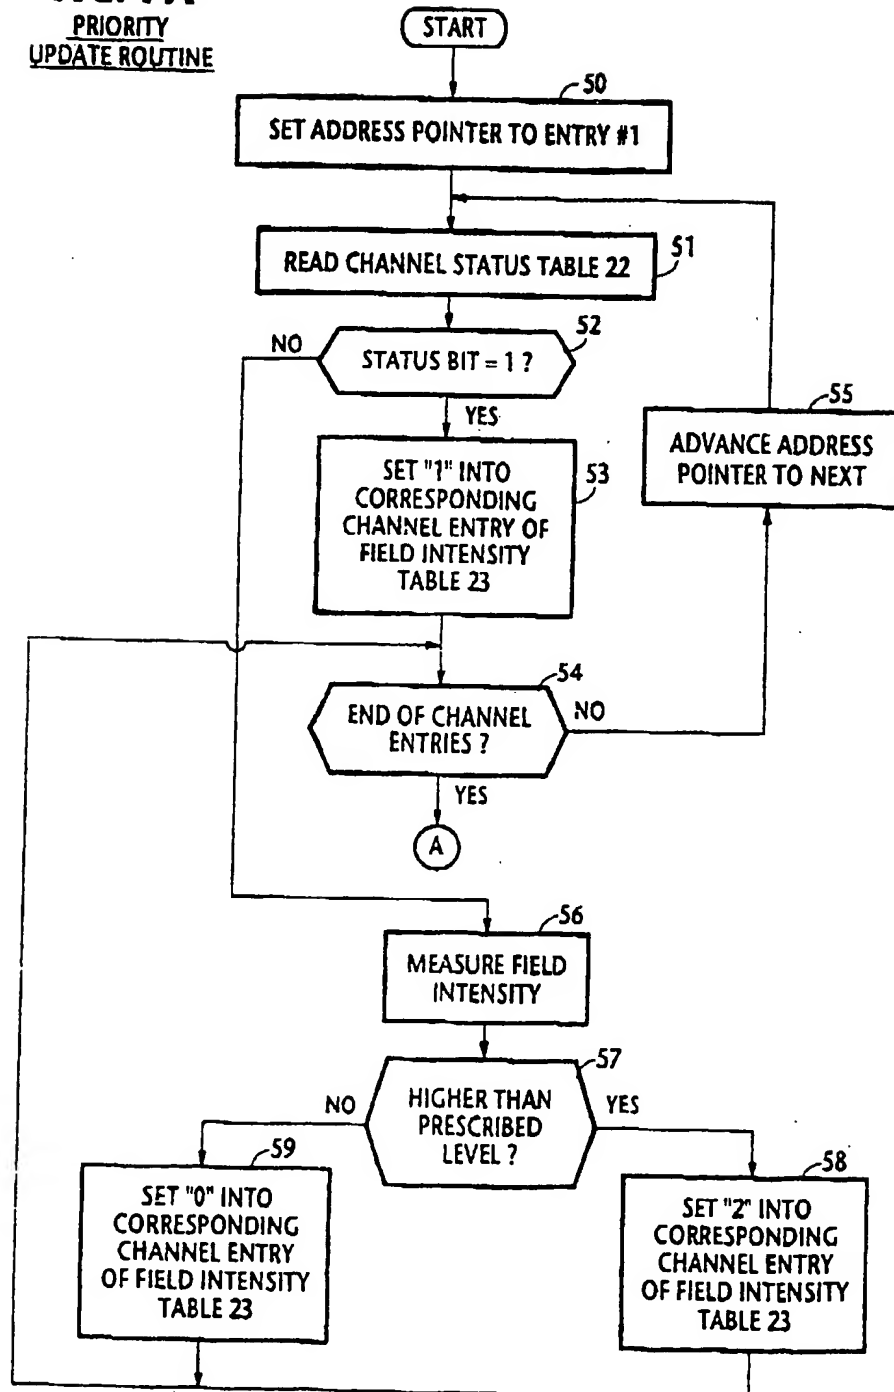 PRIORITY
UPDATE ROUTINE
START
50
SET ADDRESS POINTER TO ENTRY #1
READ CHANNEL STATUS TABLE 22
51
52
NO
STATUS BIT = 1 ?
YES
55
ADVANCE ADDRESS
POINTER TO NEXT
SET "1" INTO
CORRESPONDING
CHANNEL ENTRY OF
FIELD INTENSITY
TABLE 23
53
54
END OF CHANNEL
ENTRIES ?
NO
YES
A
56
MEASURE FIELD
INTENSITY
57
HIGHER THAN
PRESCRIBED
LEVEL ?
NO
YES
59
SET "0" INTO
CORRESPONDING
CHANNEL ENTRY
OF FIELD INTENSITY
TABLE 23
58
SET "2" INTO
CORRESPONDING
CHANNEL ENTRY
OF FIELD INTENSITY
TABLE 23